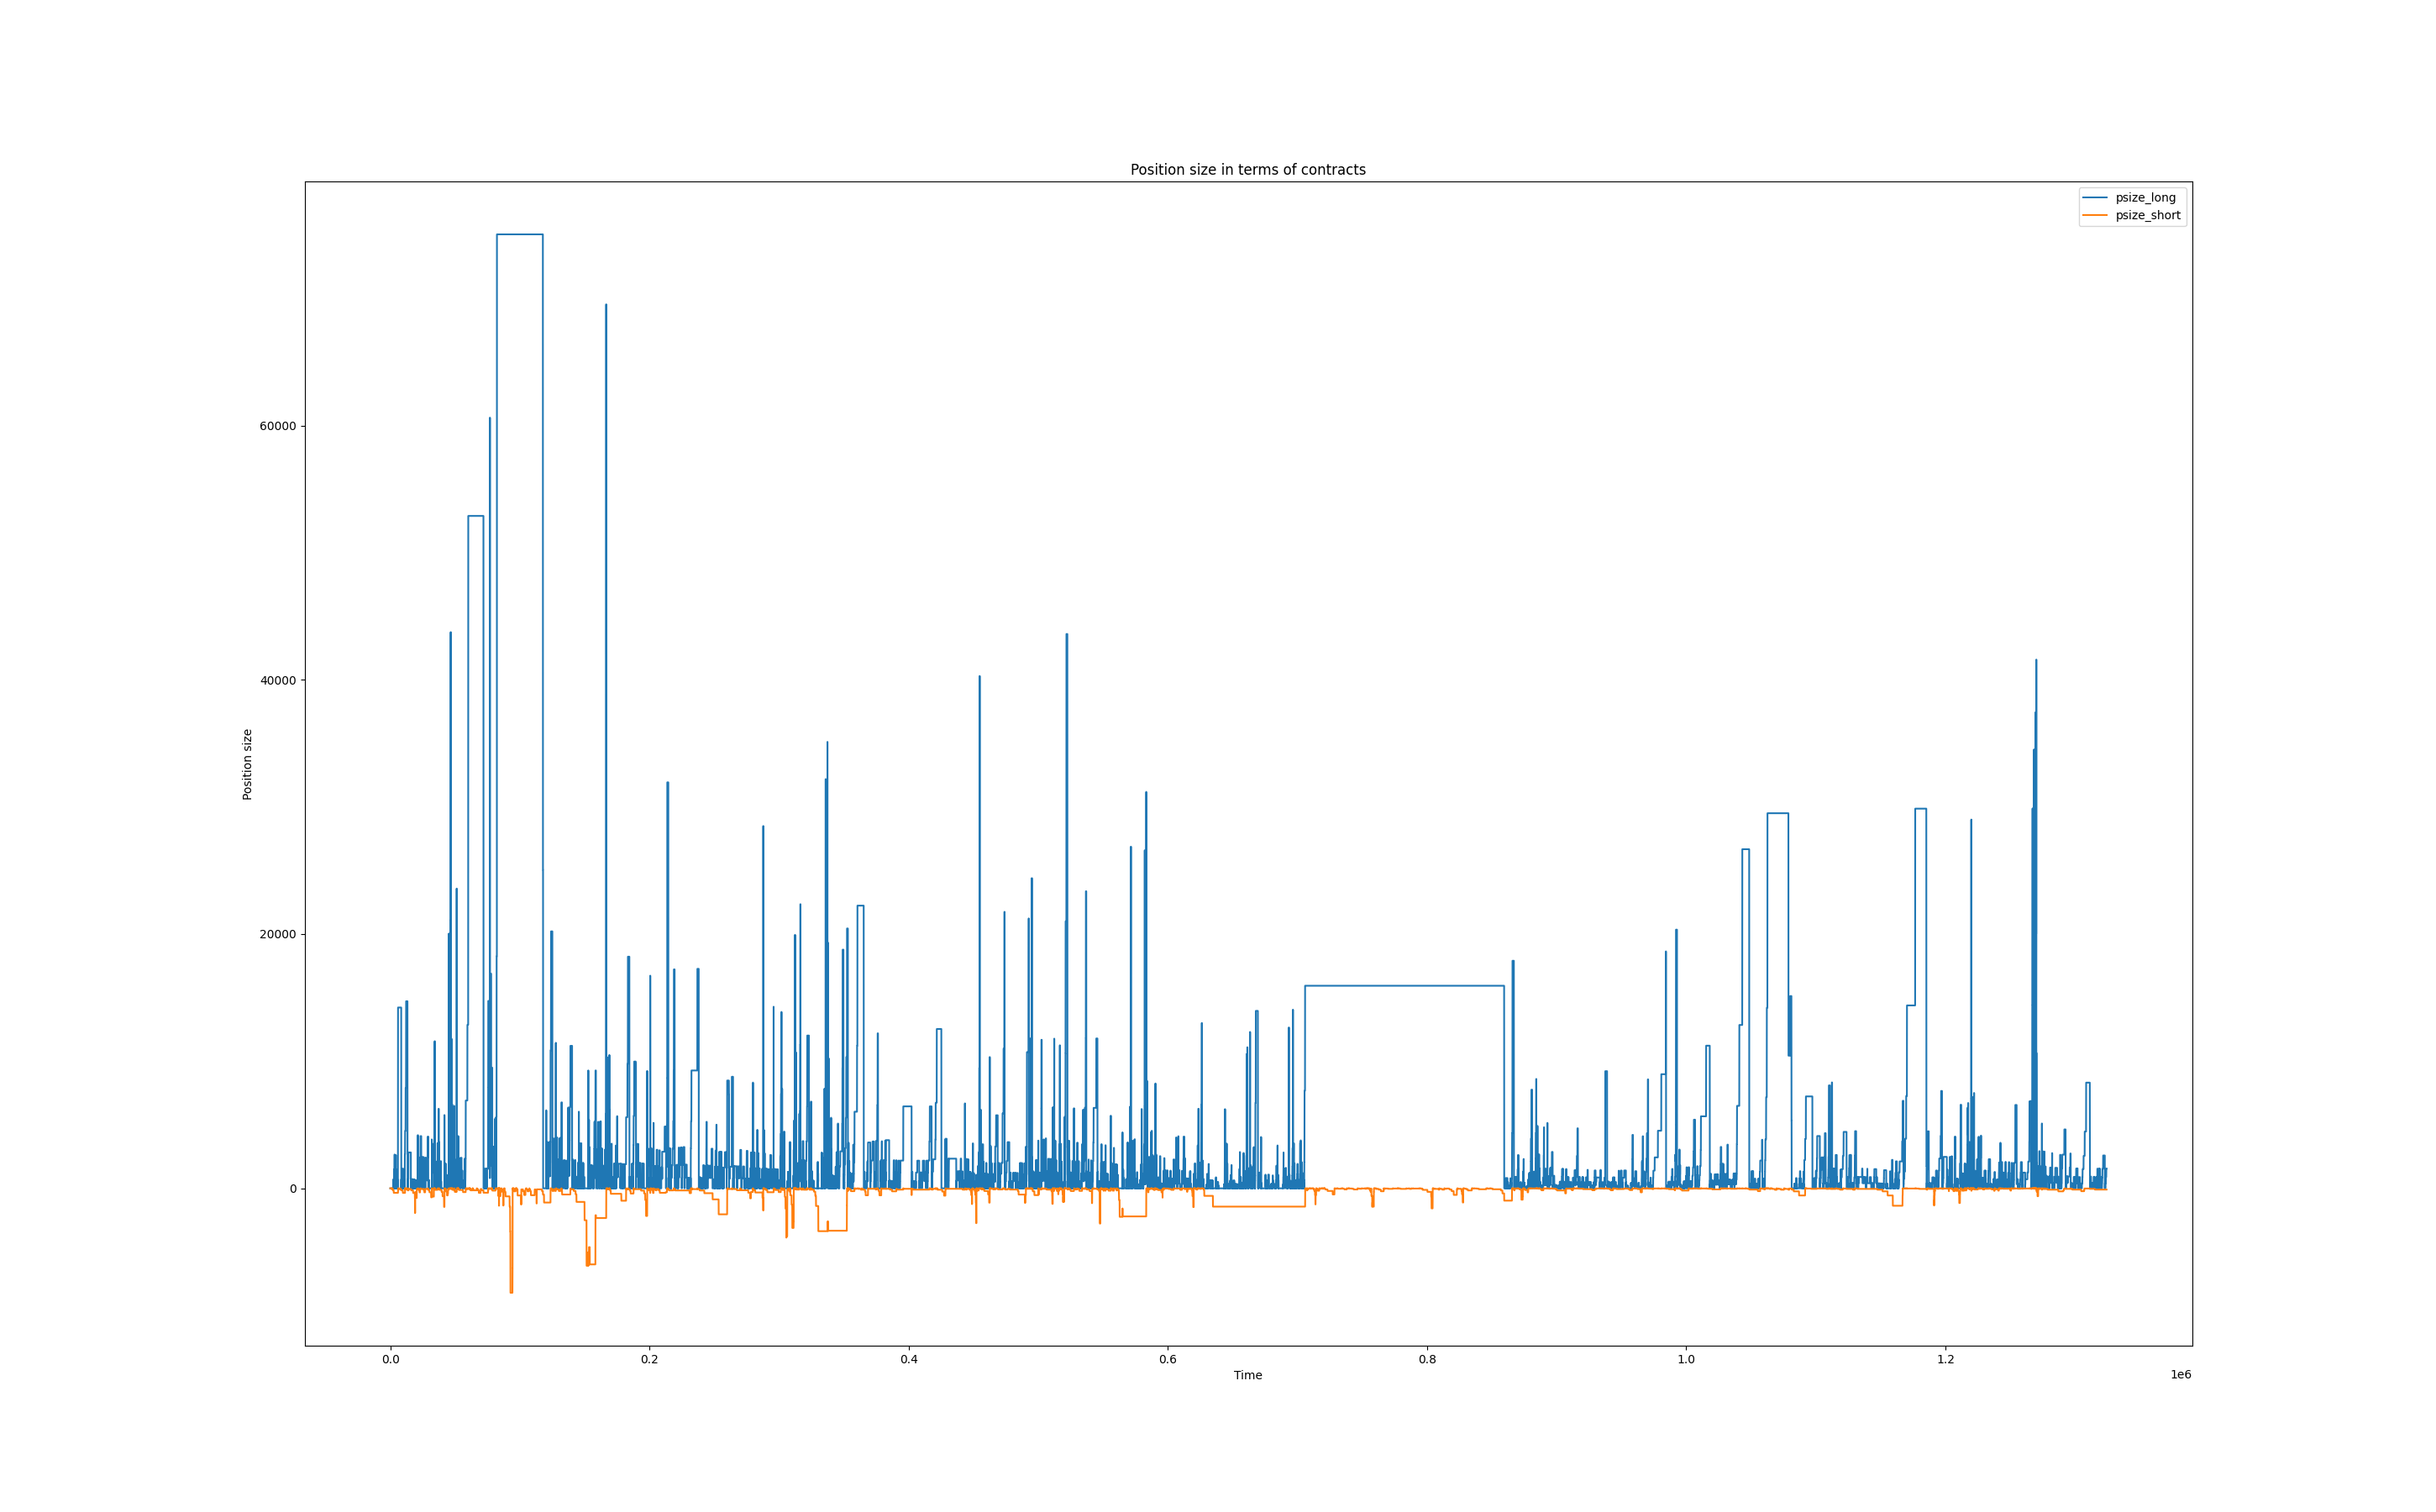 Position size in terms of contracts
psize_long
psize_short
60000
40000
20000
0
Position size
0.0 0.2 0.4 0.6 0.8 1.0 1.2
Time
1e6